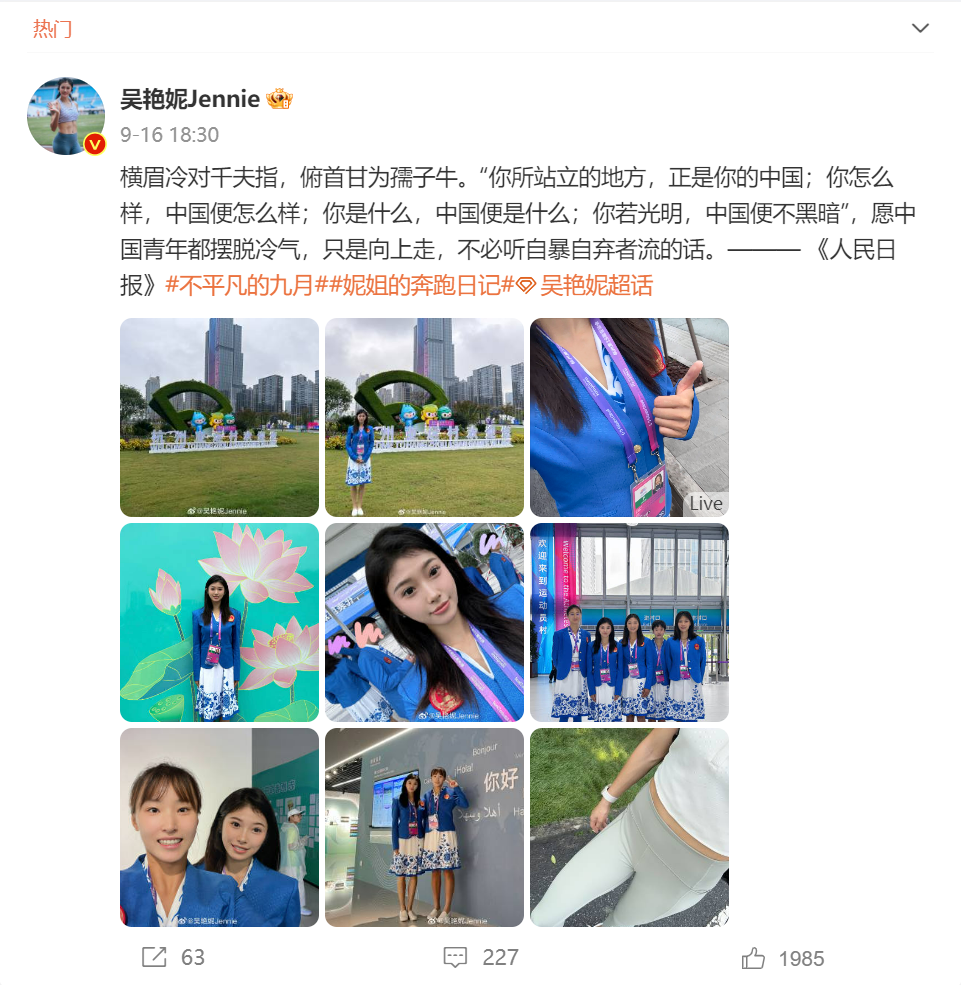 热门
吴艳妮Jennie
9-16 18:30
横眉冷对千夫指，俯首甘为孺子牛。“你所站立的地方，正是你的中国；你怎么
样，中国便怎么样；你是什么，中国便是什么；你若光明，中国便不黑暗”，愿中
国青年都摆脱冷气，只是向上走，不必听自暴自弃者流的话。———《人民日
报》#不平凡的九月##妮姐的奔跑日记# 吴艳妮超话
@吴艳妮Jennie
@吴艳妮Jennie
Live
欢迎来到运动员村
Welcome to the
@吴艳妮Jennie
@吴艳妮Jennie
Bonjour
¡Hola!
你好
أهلا وسهلا
@吴艳妮Jennie
63
227
1985